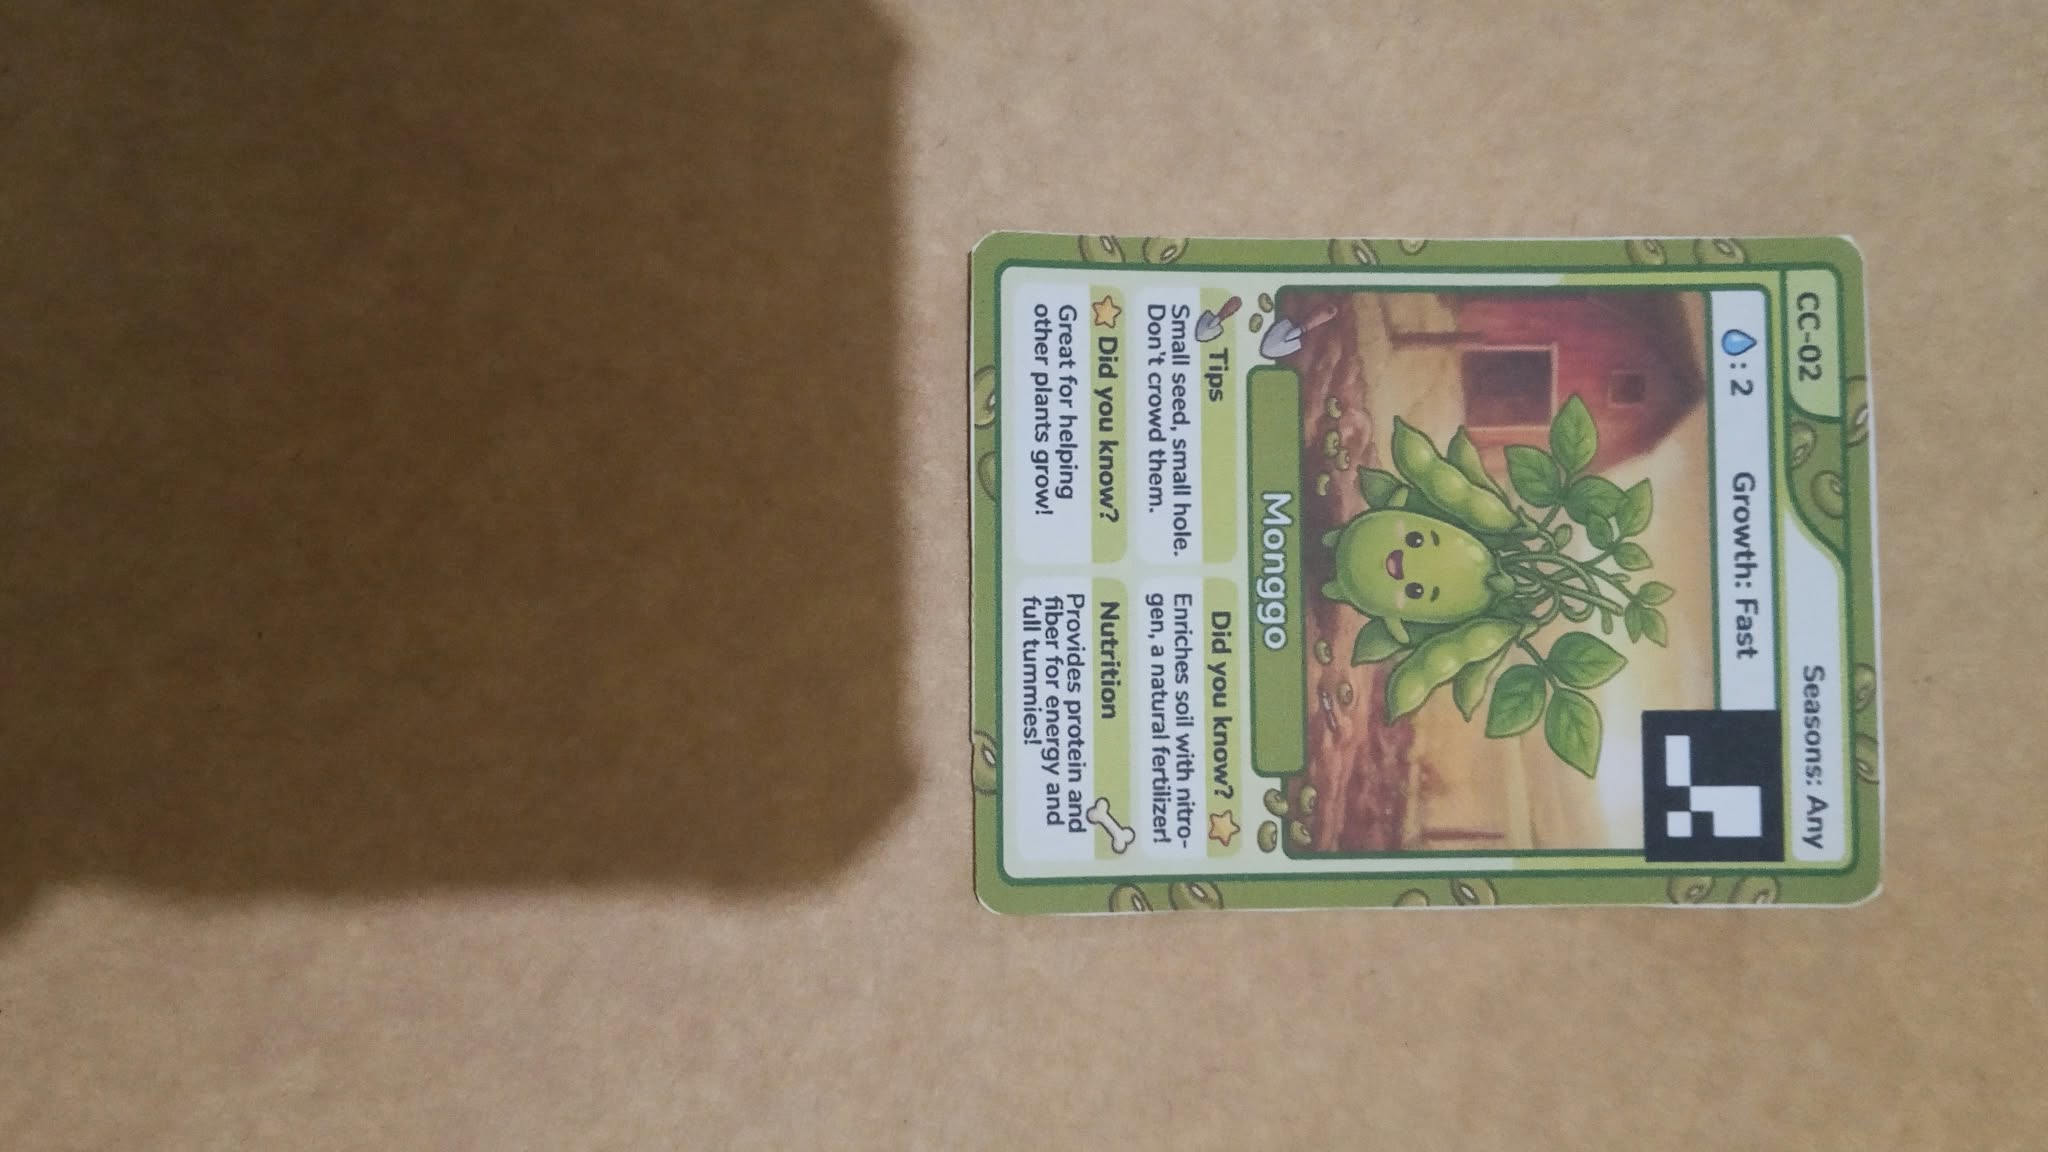 CC-02
Seasons: Any
: 2
Growth: Fast
Monggo
Tips
Small seed, small hole.
Don't crowd them.
Did you know?
Enriches soil with nitro-
gen, a natural fertilizer!
Did you know?
Great for helping
other plants grow!
Nutrition
Provides protein and
fiber for energy and
full tummies!